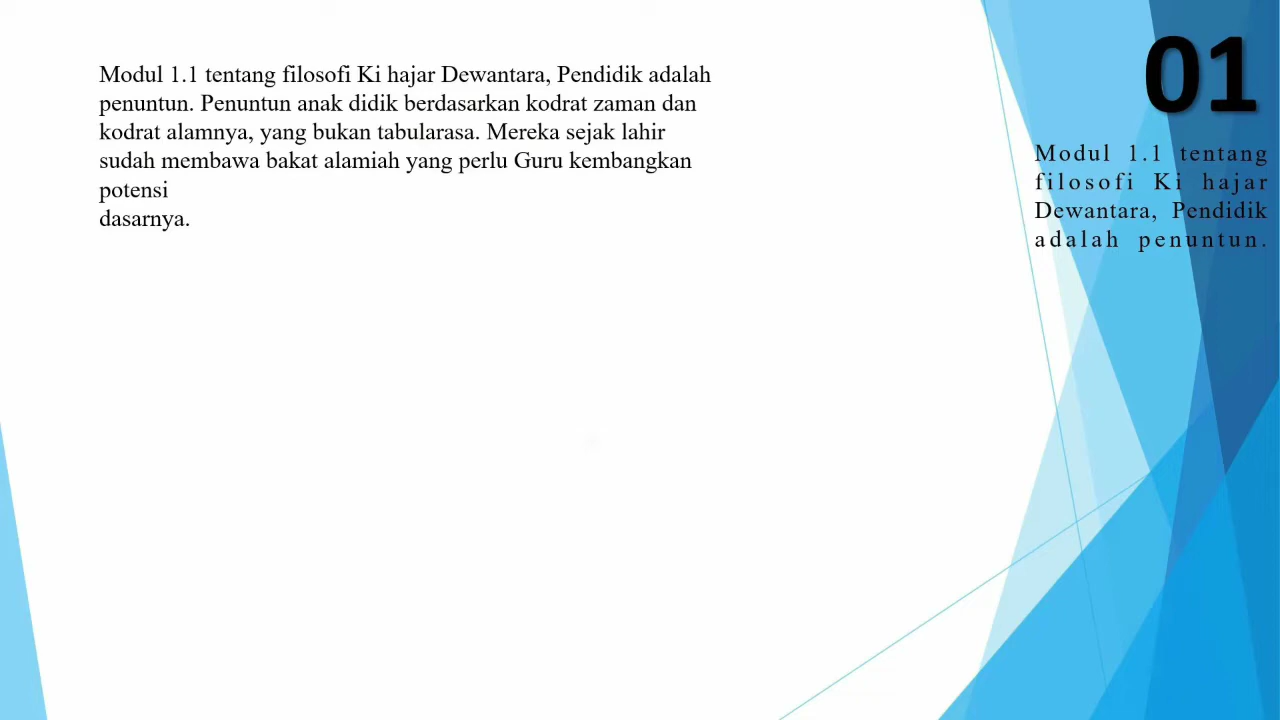 Modul 1.1 tentang filosofi Ki hajar Dewantara, Pendidik adalah
penuntun. Penuntun anak didik berdasarkan kodrat zaman dan
kodrat alamnya, yang bukan tabularasa. Mereka sejak lahir
sudah membawa bakat alamiah yang perlu Guru kembangkan
potensi
dasarnya.
01
Modul 1.1 tentang
filosofi Ki hajar
Dewantara, Pendidik
adalah penuntun.